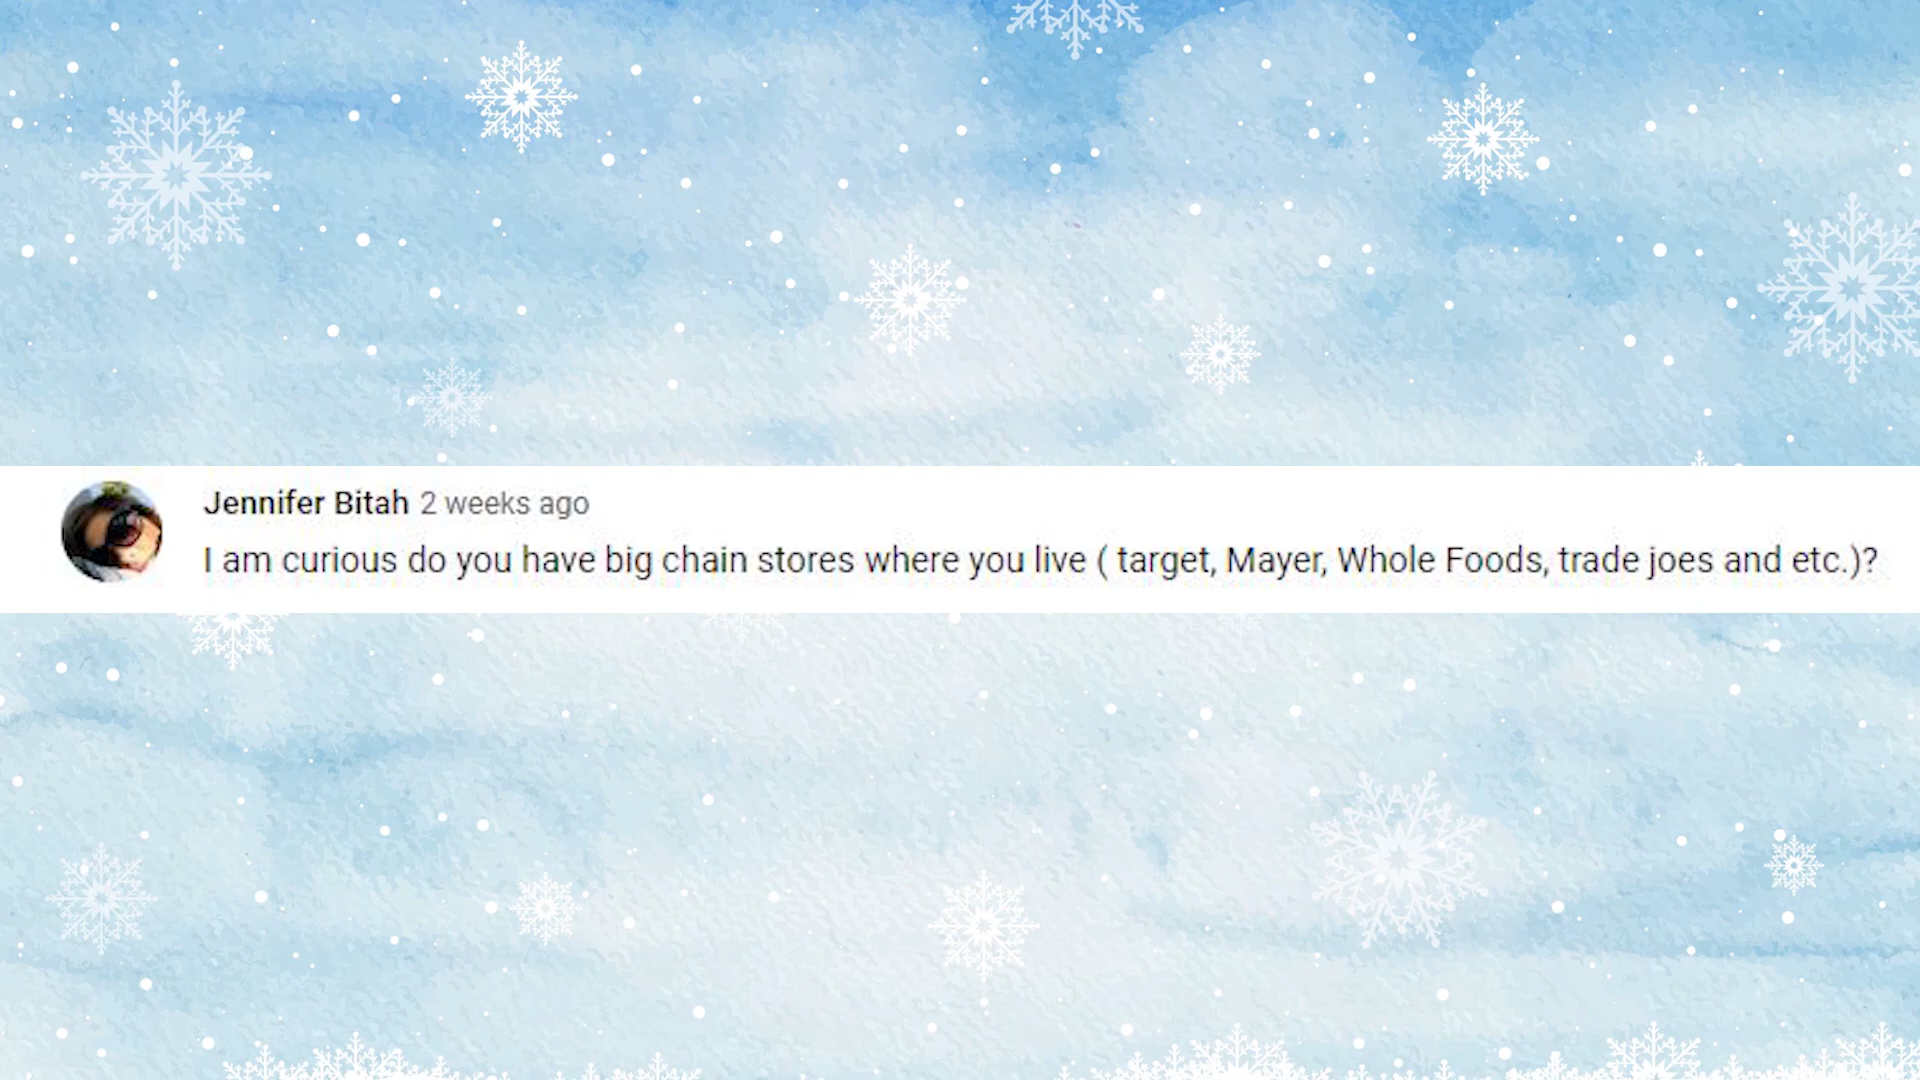 Jennifer Bitah 2 weeks ago
I am curious do you have big chain stores where you live ( target, Mayer, Whole Foods, trade joes and etc.)?